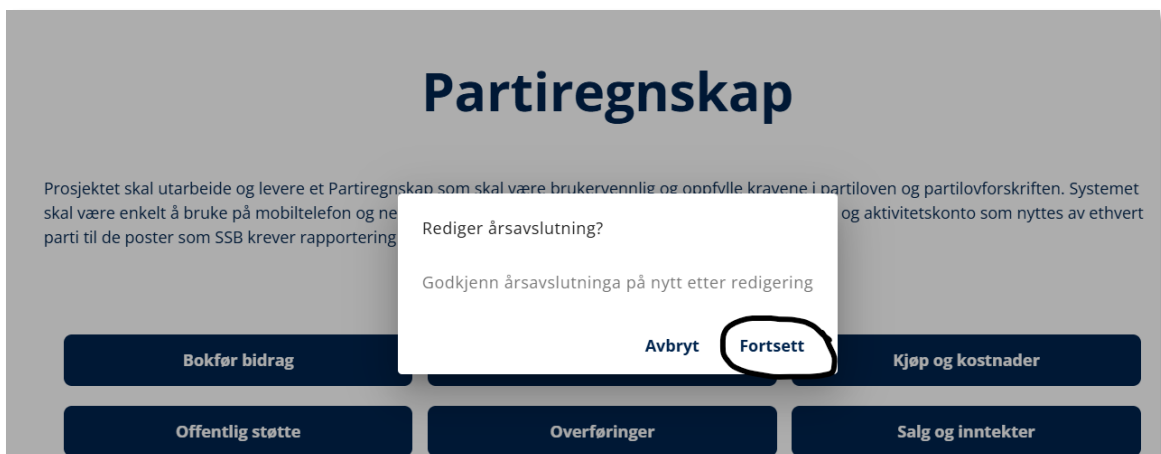 Partiregnskap
Prosjektet skal utarbeide og levere et Partiregnskap som skal være brukervennlig og oppfylle kravene i partiloven og partilovforskriften. Systemet
skal være enkelt å bruke på mobiltelefon og ne og aktivitetskonto som nyttes av ethvert
parti til de poster som SSB krever rapportering
Rediger årsavslutning?
Godkjenn årsavslutninga på nytt etter redigering
Avbryt Fortsett
Bokfør bidrag Kjøp og kostnader
Offentlig støtte Overføringer Salg og inntekter